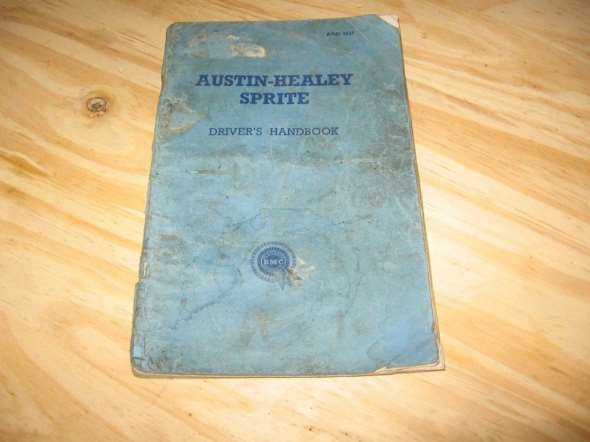 AUSTIN-HEALEY
SPRITE
DRIVER'S HANDBOOK
BMC